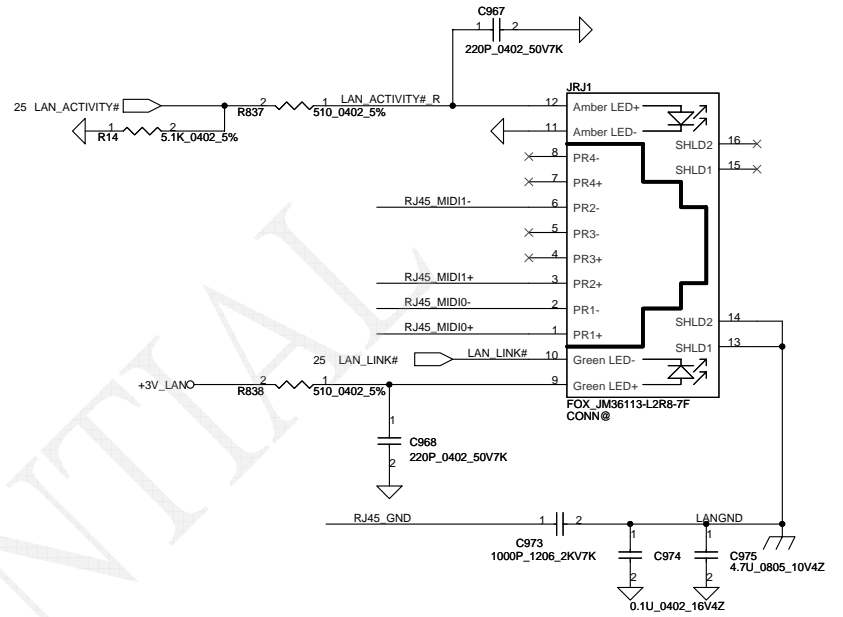 C967
1 2
220P_0402_50V7K
JRJ1
25 LAN_ACTIVITY#
R837
2 1
510_0402_5%
LAN_ACTIVITY#_R
12 Amber LED+
R14
1 2
5.1K_0402_5%
11 Amber LED-
SHLD2 16
8 PR4-
SHLD1 15
7 PR4+
RJ45_MIDI1- 6 PR2-
5 PR3-
4 PR3+
RJ45_MIDI1+ 3 PR2+
RJ45_MIDI0- 2 PR1-
SHLD2 14
RJ45_MIDI0+ 1 PR1+
SHLD1 13
25 LAN_LINK# LAN_LINK# 10 Green LED-
+3V_LAN
R838
2 1
510_0402_5%
9 Green LED+
FOX_JM36113-L2R8-7F
CONN@
1
C968
220P_0402_50V7K
2
RJ45_GND
1 2
LANGND
C973
1000P_1206_2KV7K
1
C974
2
0.1U_0402_16V4Z
1
C975
4.7U_0805_10V4Z
2
NTIAL